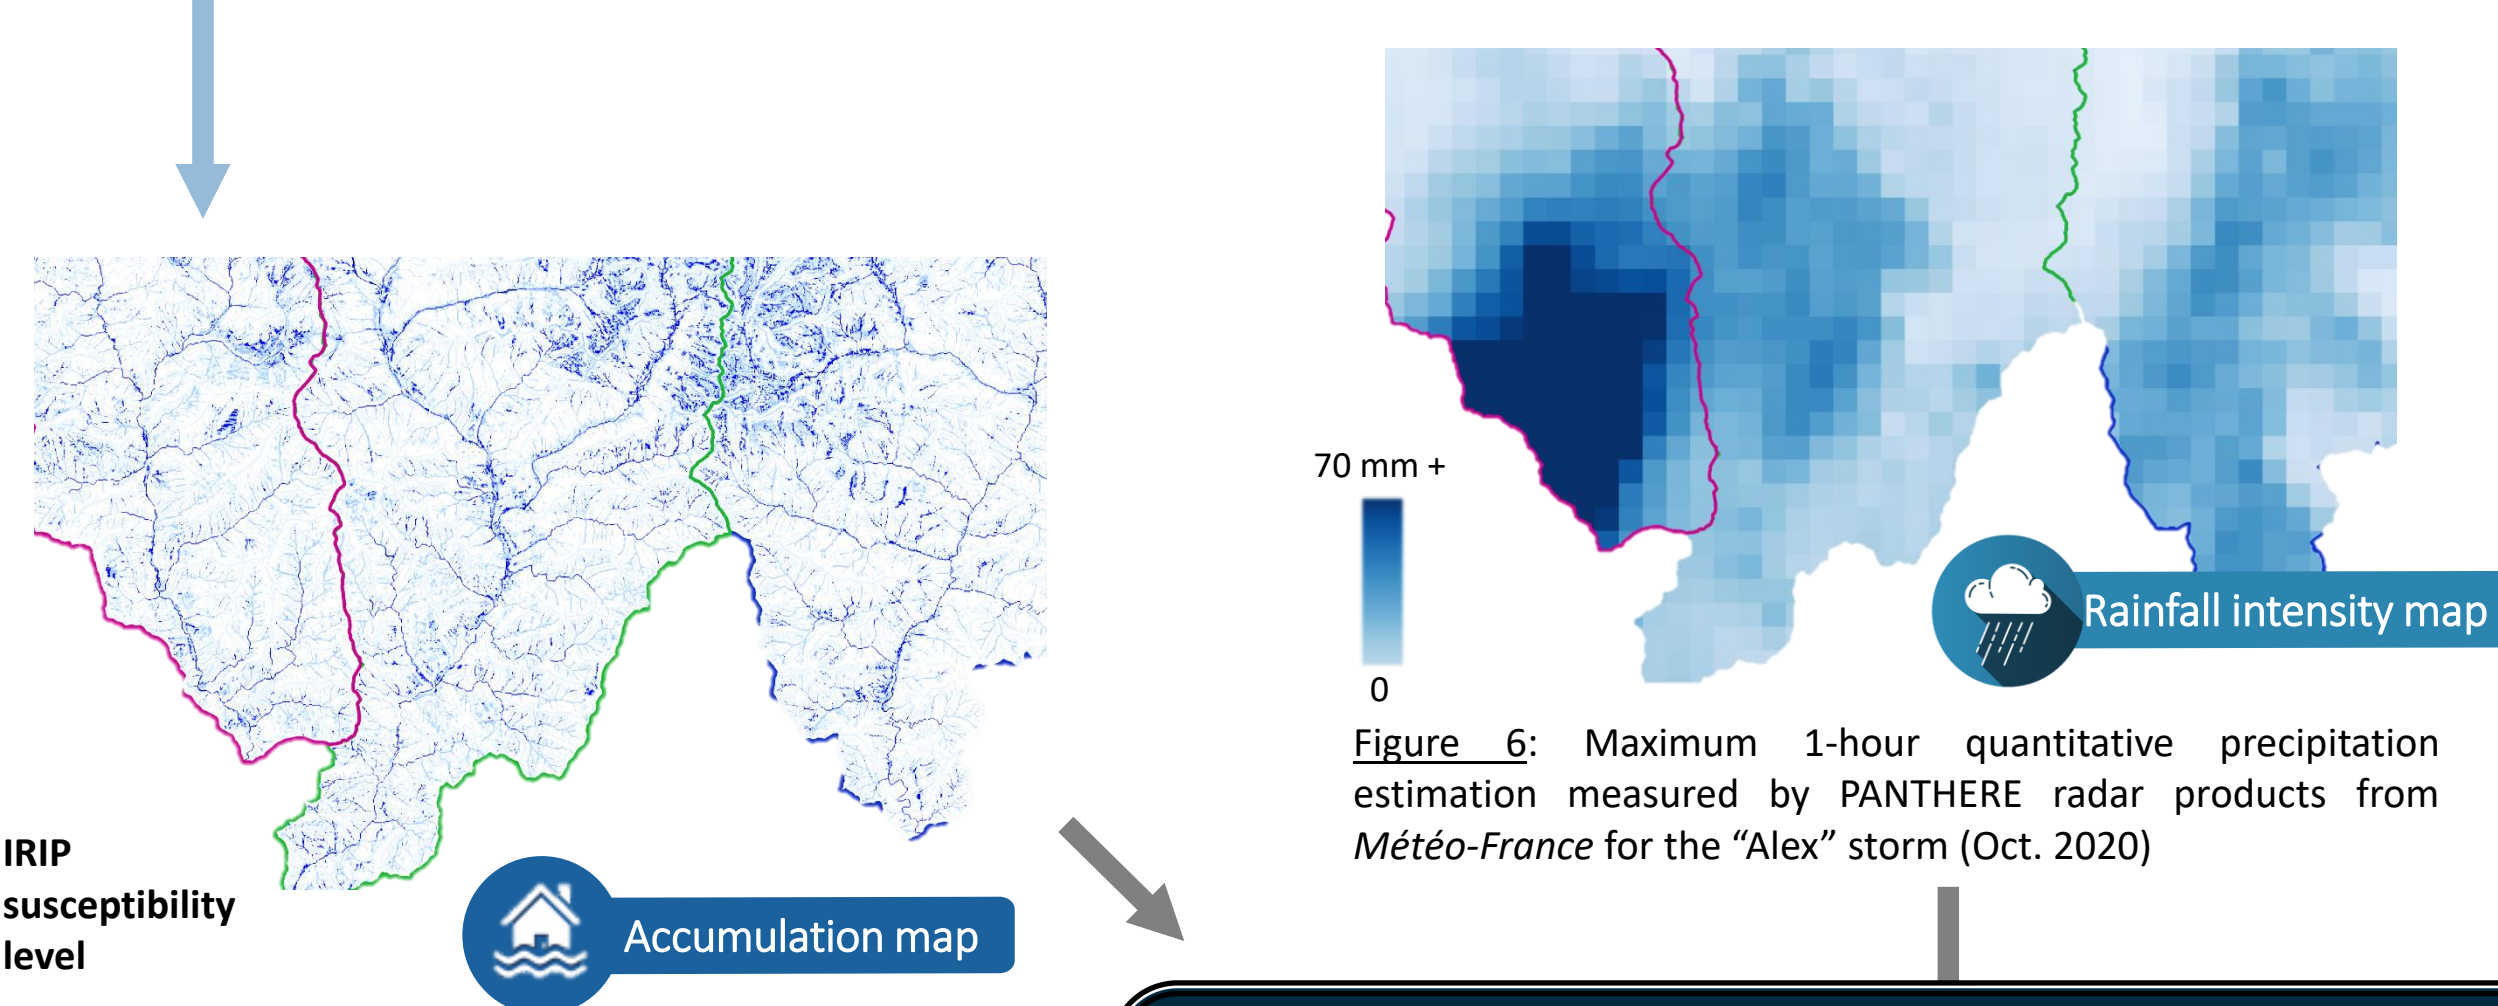 70 mm +
0
Rainfall intensity map
Figure 6: Maximum 1-hour quantitative precipitation
estimation measured by PANTHERE radar products from
Météo-France for the “Alex” storm (Oct. 2020)
IRIP
susceptibility
level
Accumulation map